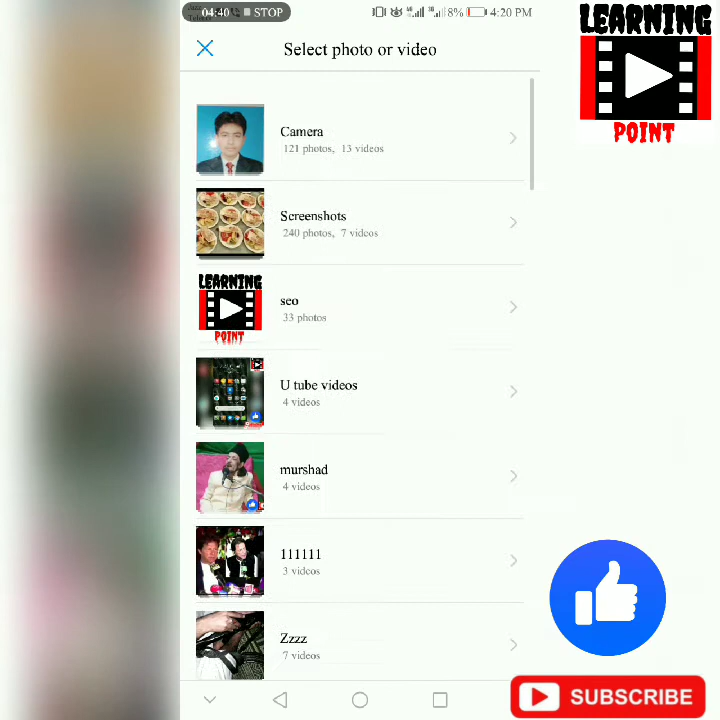 04:40 STOP
8% 4:20 PM
LEARNING
POINT
Select photo or video
Camera
121 photos, 13 videos
Screenshots
240 photos, 7 videos
LEARNING
POINT
seo
33 photos
U tube videos
4 videos
murshad
4 videos
111111
3 videos
Zzzz
7 videos
SUBSCRIBE